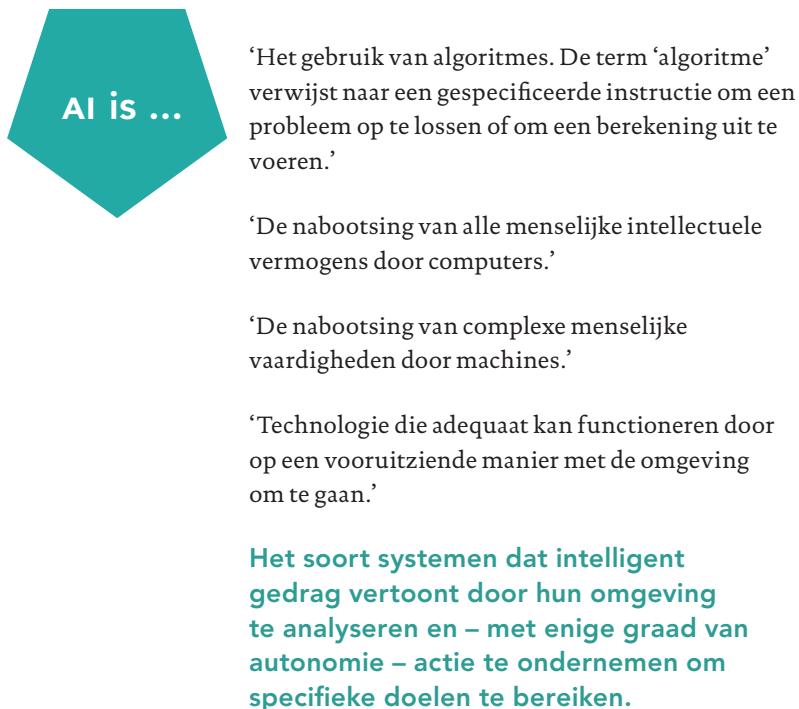 AI is ...
‘Het gebruik van algoritmes. De term ‘algoritme’
verwijst naar een gespecificeerde instructie om een
probleem op te lossen of om een berekening uit te
voeren.’
‘De nabootsing van alle menselijke intellectuele
vermogens door computers.’
‘De nabootsing van complexe menselijke
vaardigheden door machines.’
‘Technologie die adequaat kan functioneren door
op een vooruitziende manier met de omgeving
om te gaan.’
Het soort systemen dat intelligent
gedrag vertoont door hun omgeving
te analyseren en – met enige graad van
autonomie – actie te ondernemen om
specifieke doelen te bereiken.